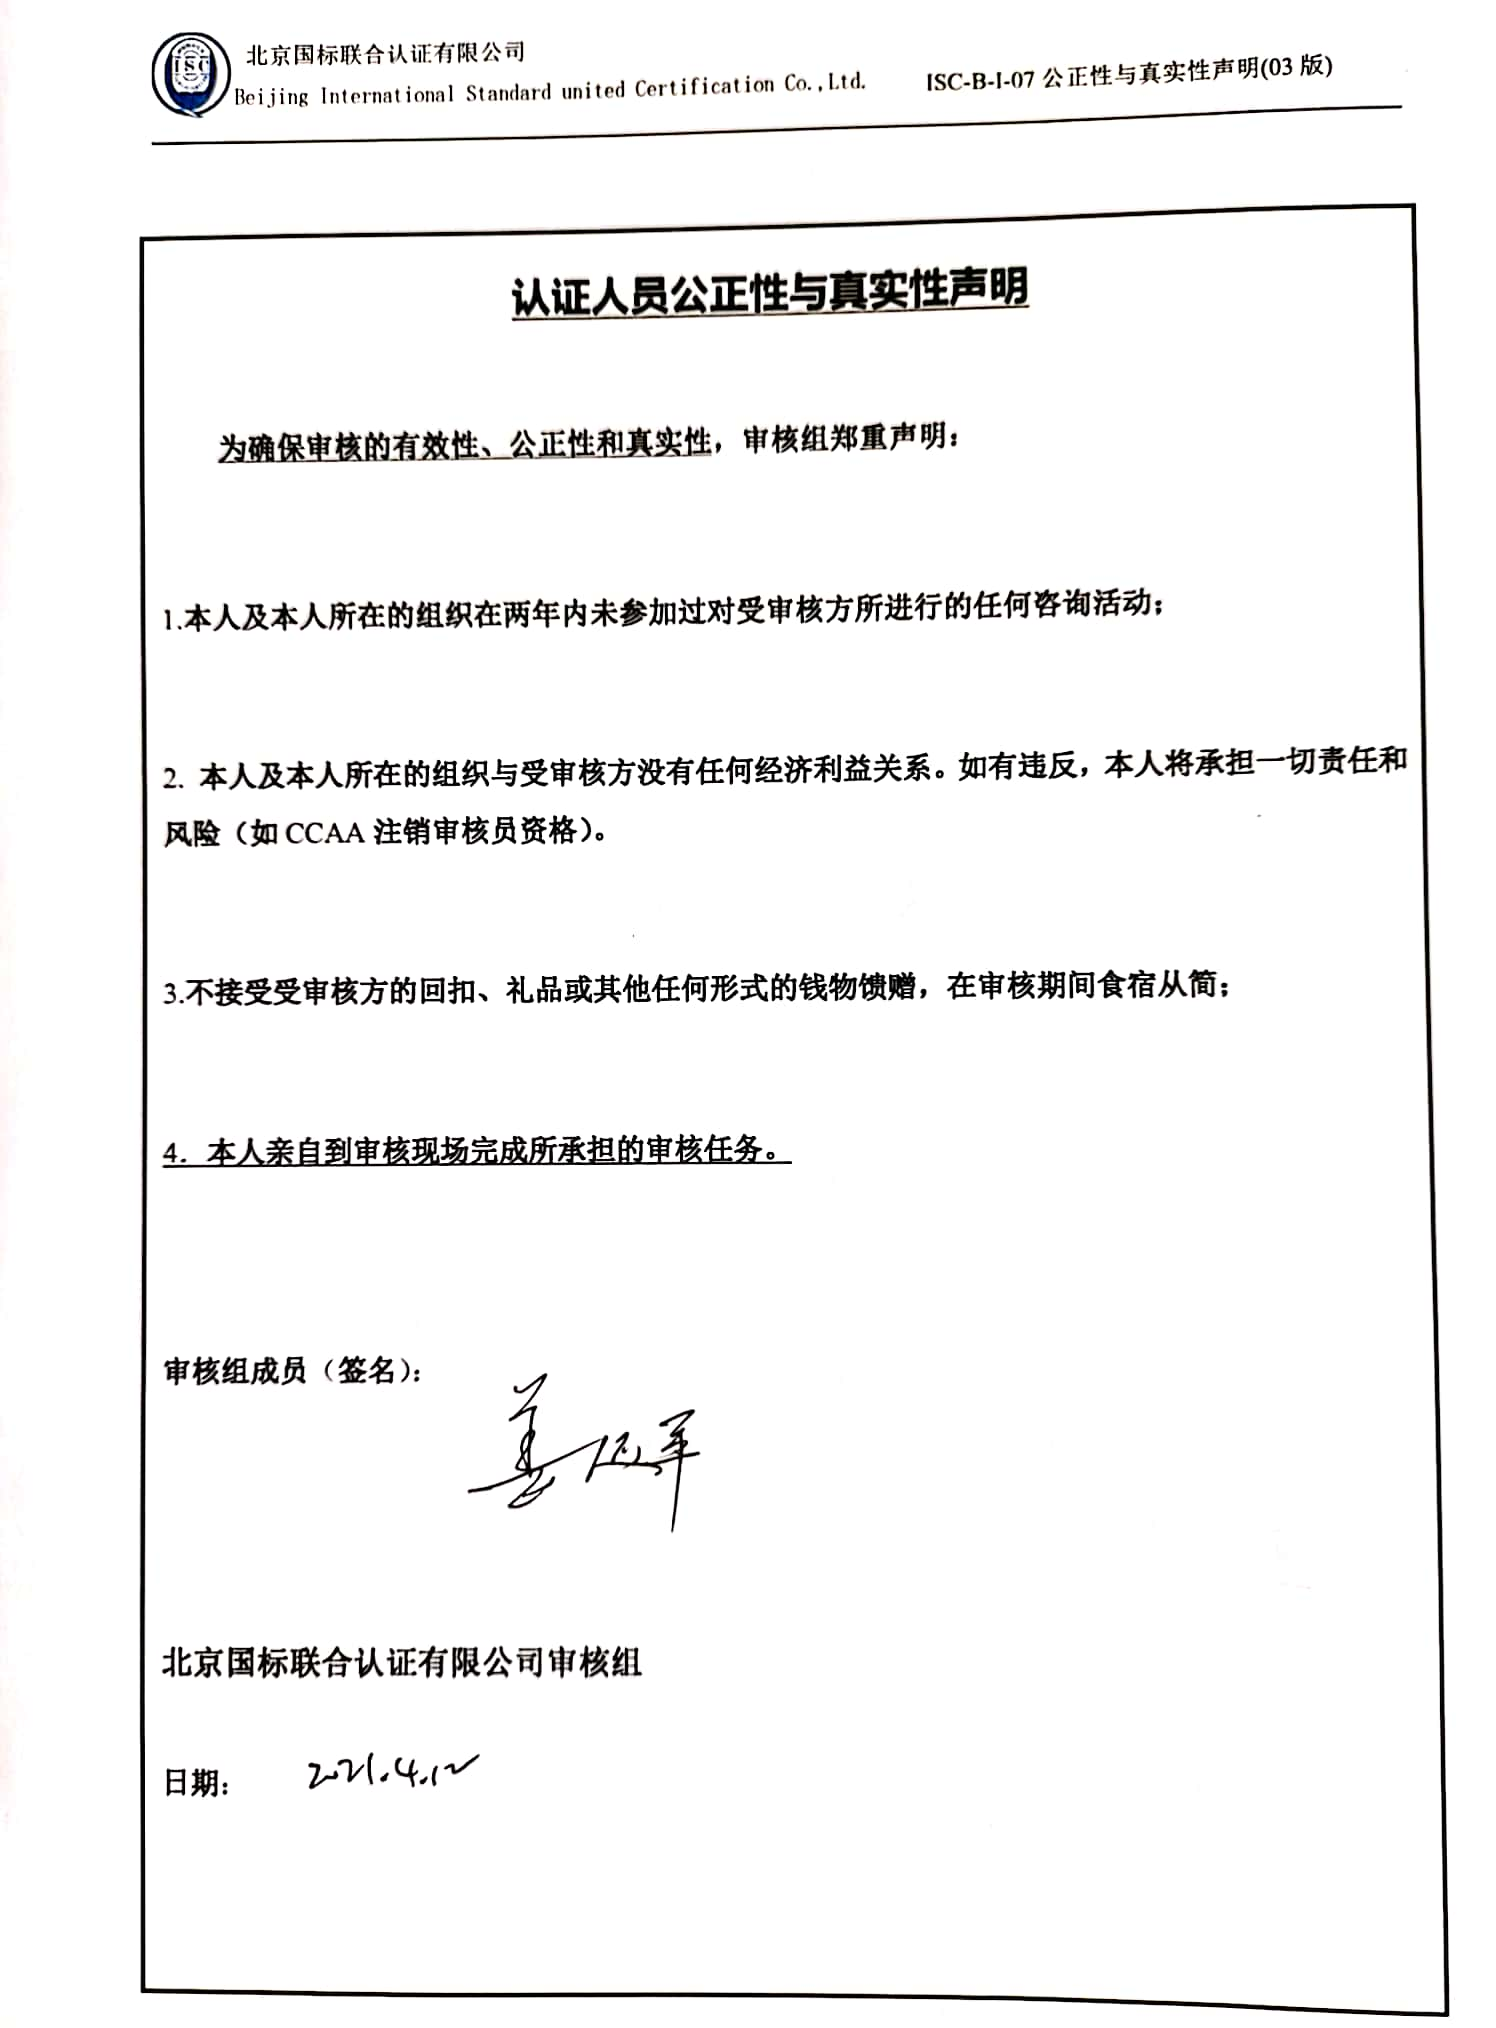 ISC
北京国标联合认证有限公司
Beijing International Standard united Certification Co.,Ltd. ISC-B-I-07 公正性与真实性声明(03 版)
认证人员公正性与真实性声明
为确保审核的有效性、公正性和真实性，审核组郑重声明：
1.本人及本人所在的组织在两年内未参加过对受审核方所进行的任何咨询活动；
2. 本人及本人所在的组织与受审核方没有任何经济利益关系。如有违反，本人将承担一切责任和
风险（如 CCAA 注销审核员资格）。
3.不接受受审核方的回扣、礼品或其他任何形式的钱物馈赠，在审核期间食宿从简；
4. 本人亲自到审核现场完成所承担的审核任务。
审核组成员（签名）：
北京国标联合认证有限公司审核组
日期： 2021.4.12